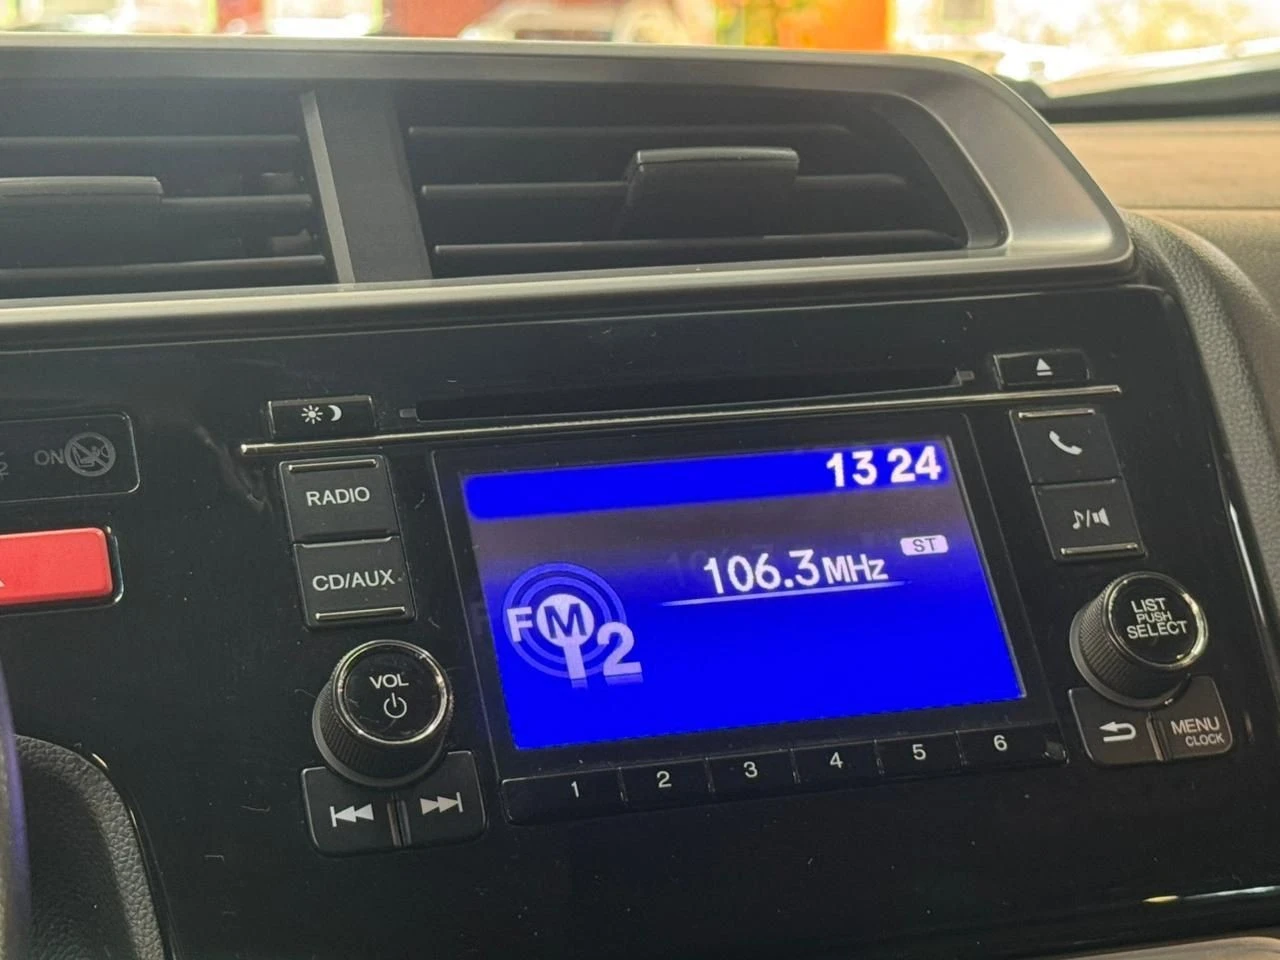 ON
RADIO
CD/AUX
VOL
13 24
ST
106.3MHz
FM
2
LIST
PUSH
SELECT
MENU
CLOCK
1 2 3 4 5 6